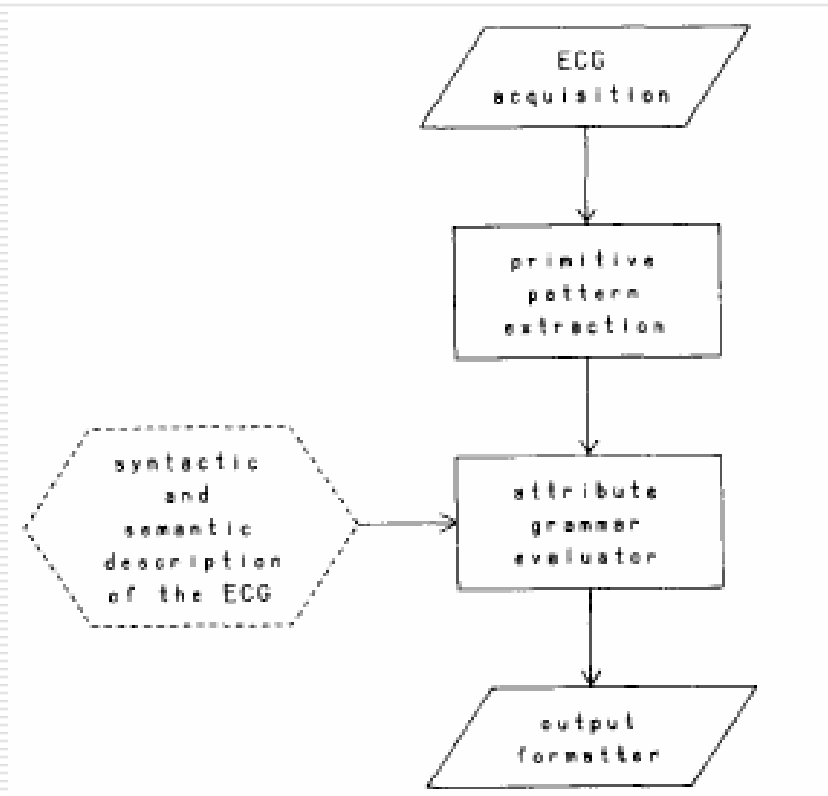 ECG
acquisition
primitive
pattern
extraction
syntactic
and
semantic
description
of the ECG
attribute
grammar
evaluator
output
formatter